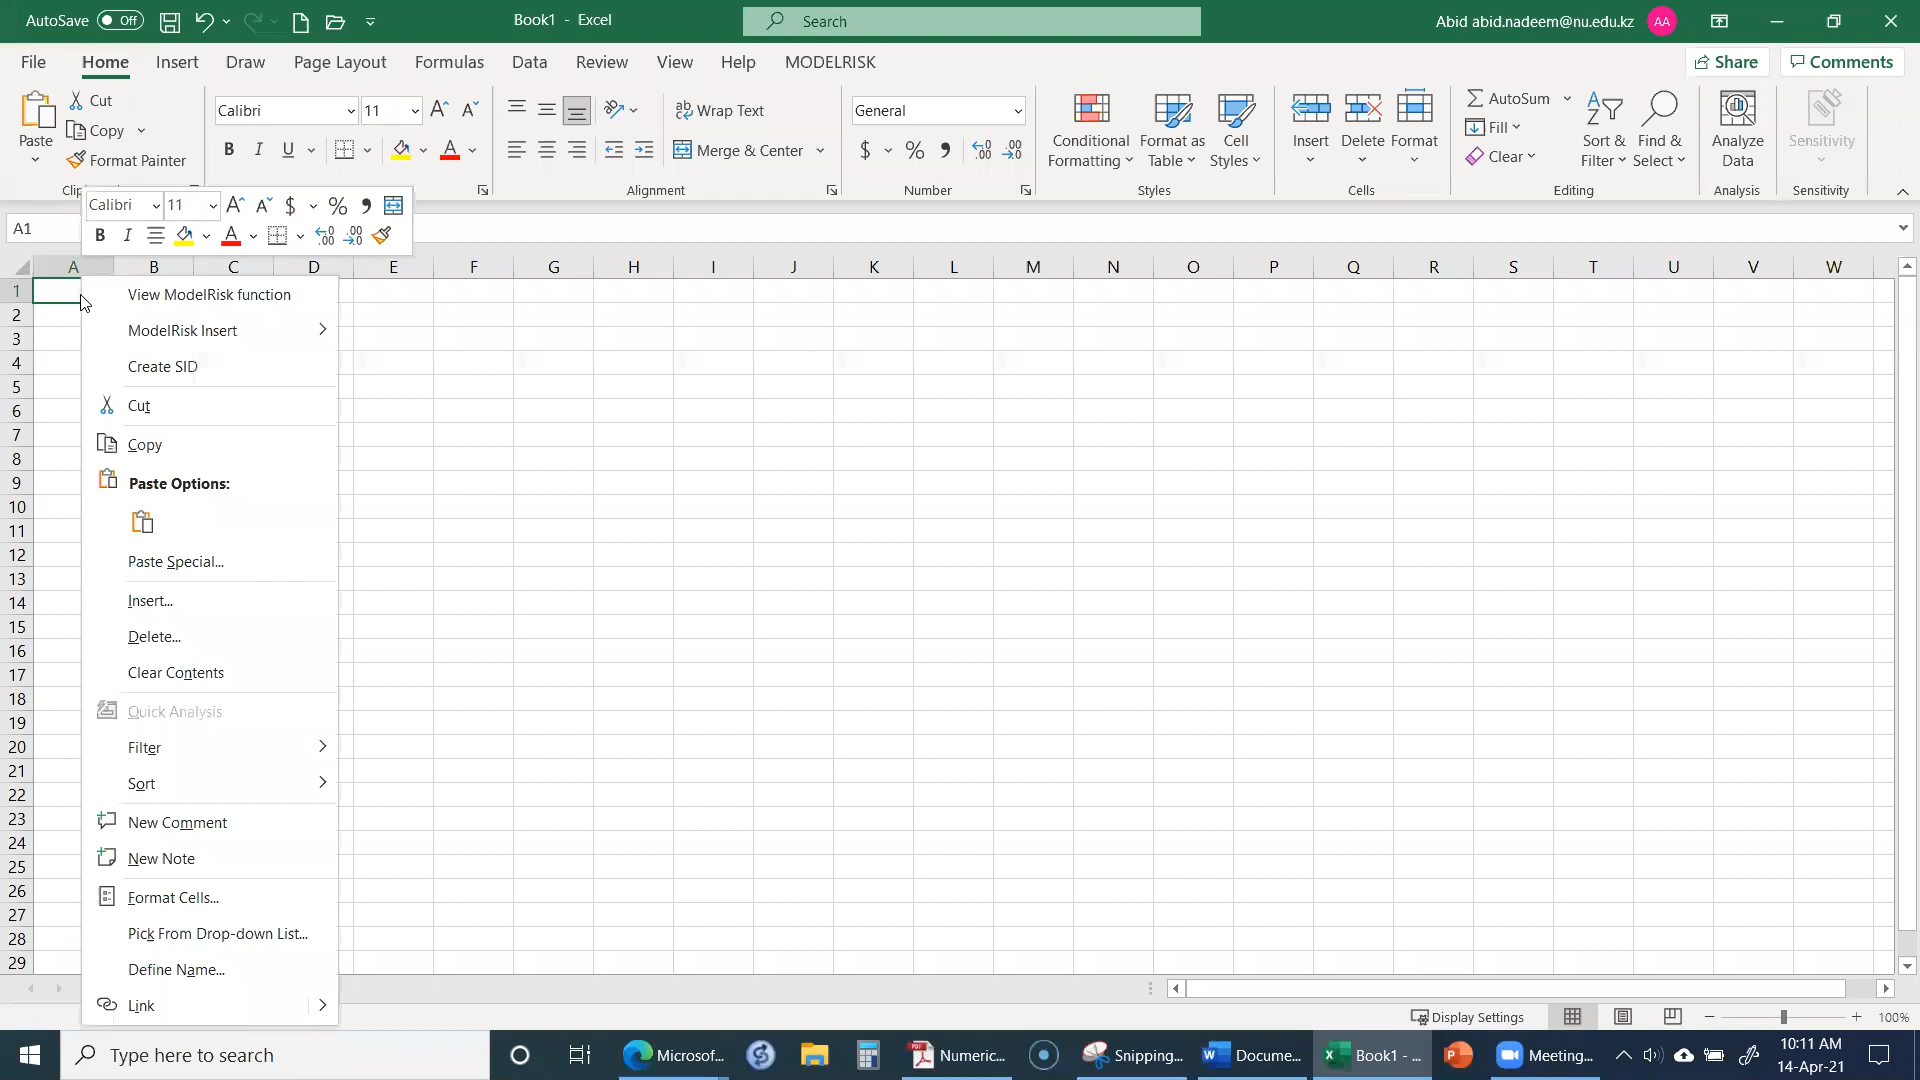 AutoSave Off
Book1 - Excel
Search
Abid abid.nadeem@nu.edu.kz AA
File Home Insert Draw Page Layout Formulas Data Review View Help MODELRISK
Share Comments
Paste
Cut
Copy
Format Painter
Calibri 11
B I U
Wrap Text
Merge & Center
Alignment
General
$ % ,
Number
Conditional Formatting
Format as Table
Cell Styles
Styles
Insert Delete Format
Cells
AutoSum
Fill
Clear
Sort & Filter
Find & Select
Editing
Analyze Data
Analysis
Sensitivity
Sensitivity
Calibri 11 $ % ,
B I A
A1
A B C D E F G H I J K L M N O P Q R S T U V W
1
2
3
4
5
6
7
8
9
10
11
12
13
14
15
16
17
18
19
20
21
22
23
24
25
26
27
28
29
View ModelRisk function
ModelRisk Insert
Create SID
Cut
Copy
Paste Options:
Paste Special...
Insert...
Delete...
Clear Contents
Quick Analysis
Filter
Sort
New Comment
New Note
Format Cells...
Pick From Drop-down List...
Define Name...
Link
Display Settings
100%
Type here to search
Microsof...
Numeric...
Snipping...
Docume...
Book1 - ...
Meeting...
10:11 AM
14-Apr-21